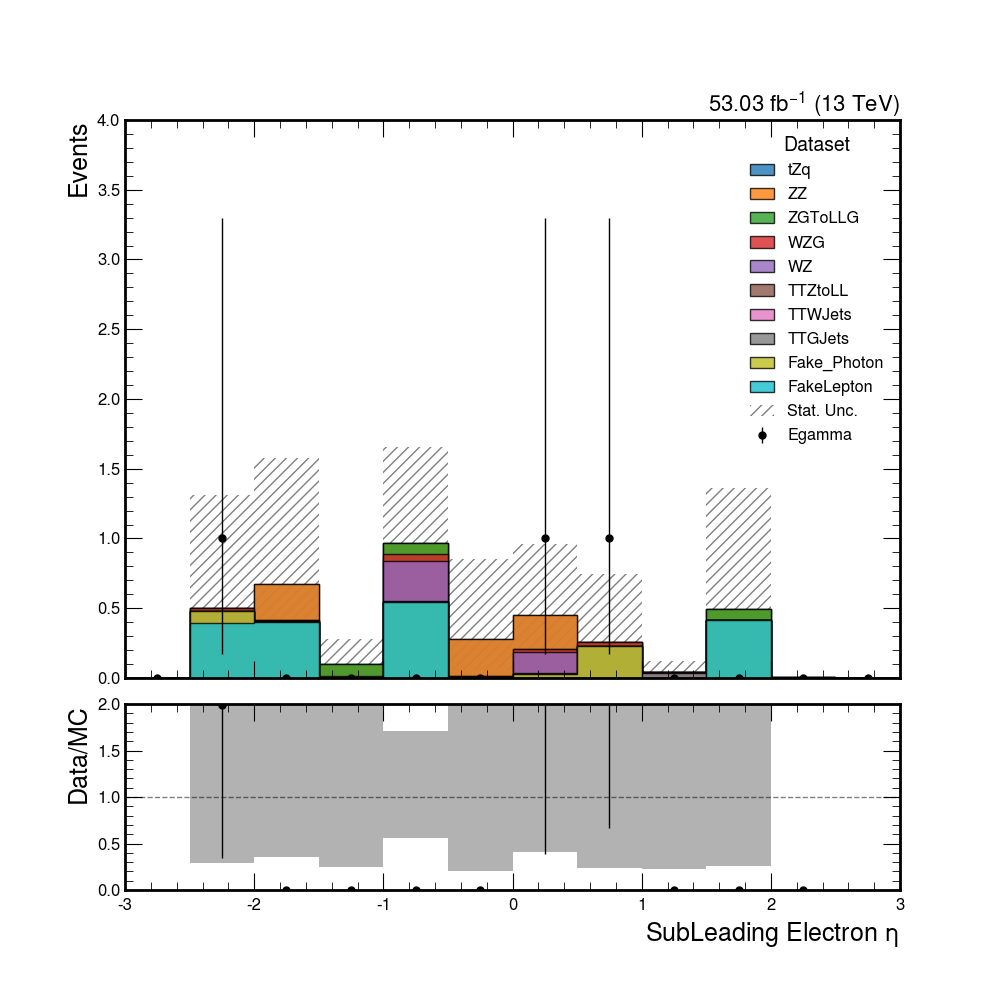 53.03 fb⁻¹ (13 TeV)
Events
4.0
3.5
3.0
2.5
2.0
1.5
1.0
0.5
0.0
Dataset
tZq
ZZ
ZGToLLG
WZG
WZ
TTZtoLL
TTWJets
TTGJets
Fake_Photon
FakeLepton
Stat. Unc.
Egamma
Data/MC
2.0
1.5
1.0
0.5
0.0
-3 -2 -1 0 1 2 3
SubLeading Electron η